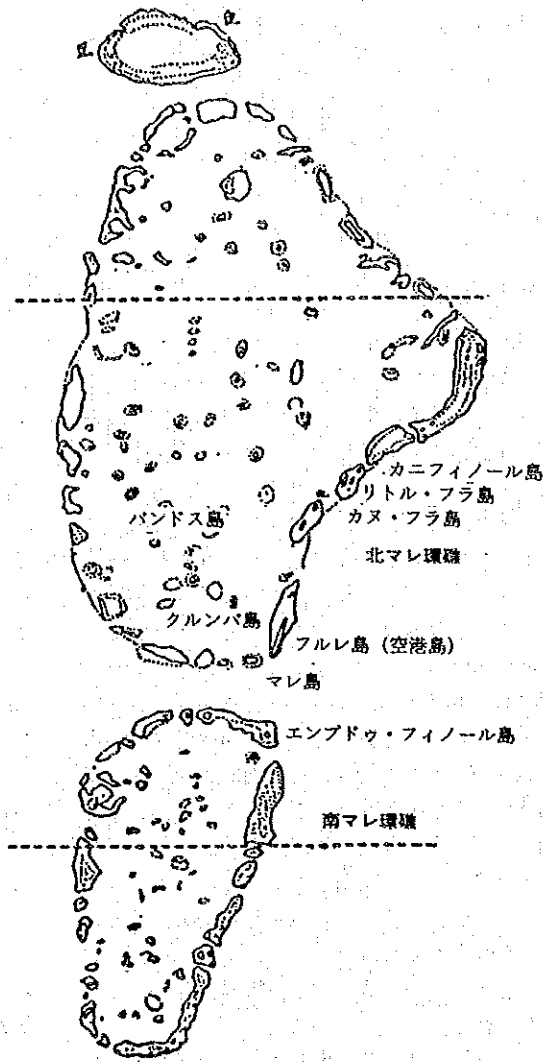 カニフィノール島
リトル・フラ島
カヌ・フラ島
バンドス島
北マレ環礁
クルンバ島
フルレ島 (空港島)
マレ島
エンブドゥ・フィノール島
南マレ環礁